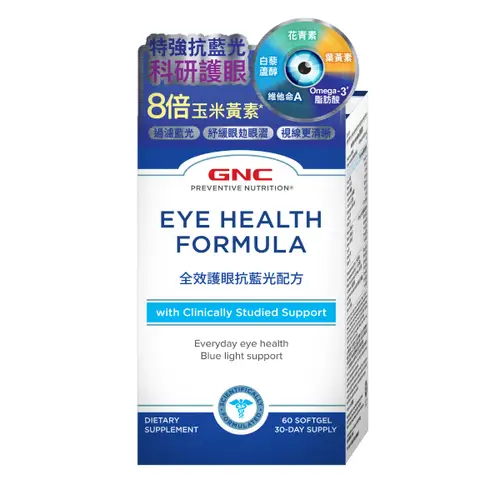 特強抗藍光
科研護眼
8倍玉米黃素*
過濾藍光
紓緩眼攰眼澀
視線更清晰
花青素
白藜
蘆醇
葉黃素
維他命A
Omega-3
脂肪酸
GNC
PREVENTIVE NUTRITION®
EYE HEALTH
FORMULA
全效護眼抗藍光配方
with Clinically Studied Support
Everyday eye health
Blue light support
SCIENTIFICALLY
FORMULATED
DIETARY
SUPPLEMENT
60 SOFTGEL
30-DAY SUPPLY